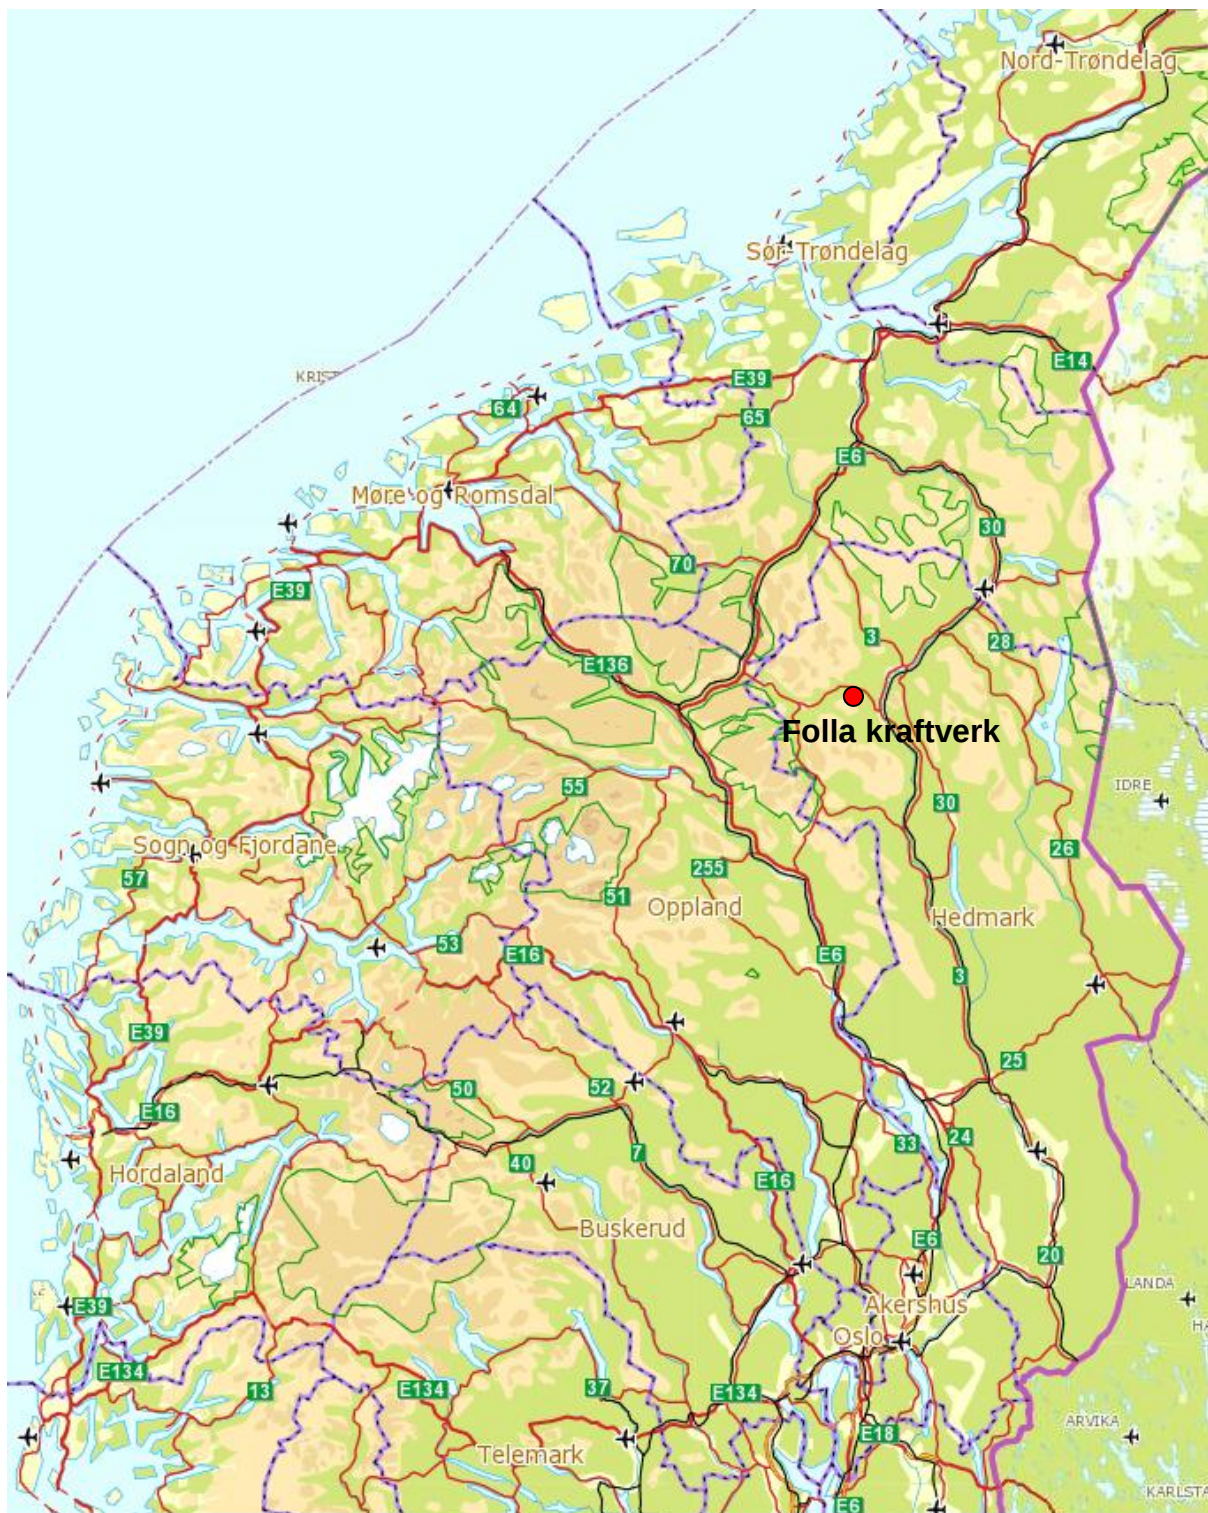 Nord-Trøndelag
Sør-Trøndelag
E14
KRIST
E39
64
65
E6
Møre og Romsdal
30
70
E39
3
28
E136
Folla kraftverk
IDRE
55
30
Sogn og Fjordane
26
57
255
51
Oppland
Hedmark
53
E16
E6
3
E39
25
50
52
E16
33
24
7
40
Hordaland
E16
Buskerud
E6
20
LANDA
E39
Akershus
HA
Oslo
E134
13
E134
37
E134
ARVIKA
E18
Telemark
KARLSTA
E6